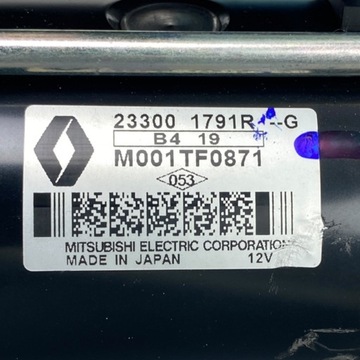 23300 1791R --G
B4 19
M001TF0871
053
MITSUBISHI ELECTRIC CORPORATION
MADE IN JAPAN 12V